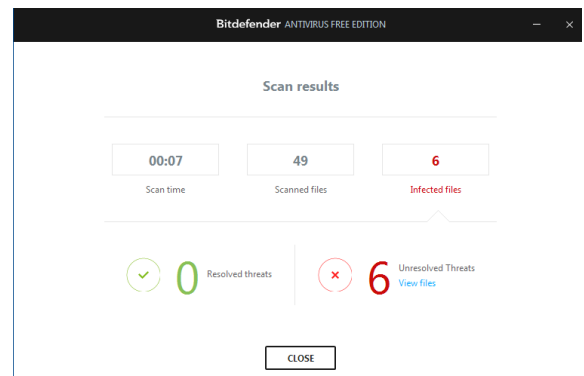 Bitdefender ANTIVIRUS FREE EDITION
Scan results
00:07
Scan time
49
Scanned files
6
Infected files
0 Resolved threats
6 Unresolved Threats
View files
CLOSE